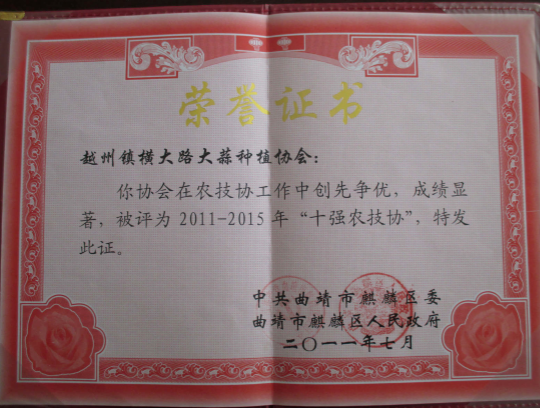 荣誉证书
越州镇横大路大蒜种植协会：
你协会在农技协工作中创先争优，成绩显
著，被评为2011-2015年“十强农技协”，特发
此证。
中共曲靖市麒麟区委
曲靖市麒麟区人民政府
二〇一一年七月